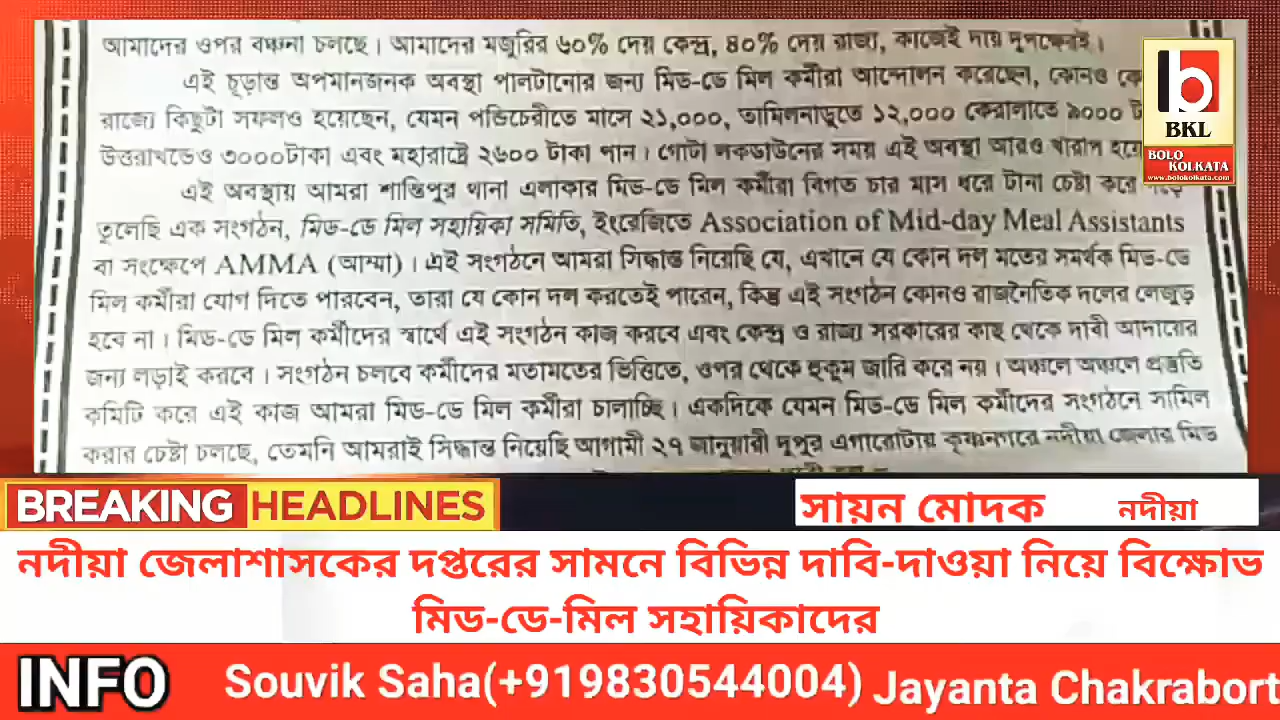 আমাদের ওপর বঞ্চনা চলছে। আমাদের মজুরির ৬০% দেয় কেন্দ্র, ৪০% দেয় রাজ্য, কাজেই দায় দুপক্ষেরই।
এই চূড়ান্ত অপমানজনক অবস্থা পালটানোর জন্য মিড-ডে মিল কর্মীরা আন্দোলন করেছেন, কোনও
রাজ্যে কিছুটা সফলও হয়েছেন, যেমন পন্ডিচেরীতে মাসে ২১,০০০, তামিলনাড়ুতে ১২,০০০ কেরালাতে ৯০০০
উত্তরাখন্ডেও ৩০০০টাকা এবং মহারাষ্ট্রে ২৬০০ টাকা পান। গোটা লকডাউনের সময় এই অবস্থা আরও খারাপ
এই অবস্থায় আমরা শান্তিপুর থানা এলাকার মিড-ডে মিল কর্মীরা বিগত চার মাস ধরে টানা চেষ্টা করে
তুলেছি এক সংগঠন, মিড-ডে মিল সহায়িকা সমিতি, ইংরেজিতে Association of Mid-day Meal Assistants
বা সংক্ষেপে AMMA (আম্মা)। এই সংগঠনে আমরা সিদ্ধান্ত নিয়েছি যে, এখানে যে কোন দল মতের সমর্থক মিড-ডে
মিল কর্মীরা যোগ দিতে পারবেন, তারা যে কোন দল করতেই পারেন, কিন্তু এই সংগঠন কোনও রাজনৈতিক দলের লেজুড়
হবে না। মিড-ডে মিল কর্মীদের স্বার্থে এই সংগঠন কাজ করবে এবং কেন্দ্র ও রাজ্য সরকারের কাছ থেকে দাবী আদায়ের
জন্য লড়াই করবে। সংগঠন চলবে কর্মীদের মতামতের ভিত্তিতে, ওপর থেকে হুকুম জারি করে নয়। অঞ্চলে অঞ্চলে প্রস্তুতি
কমিটি করে এই কাজ আমরা মিড-ডে মিল কর্মীরা চালাচ্ছি। একদিকে যেমন মিড-ডে মিল কর্মীদের সংগঠনে সামিল
করার চেষ্টা চলছে, তেমনি আমরাই সিদ্ধান্ত নিয়েছি আগামী ২৭ জানুয়ারী দুপুর এগারোটায় কৃষ্ণনগরে নদীয়া জেলার মিড
b
BKL
BOLO
KOLKATA
www.bolokolkata.com
BREAKING HEADLINES
সায়ন মোদক নদীয়া
নদীয়া জেলাশাসকের দপ্তরের সামনে বিভিন্ন দাবি-দাওয়া নিয়ে বিক্ষোভ
মিড-ডে-মিল সহায়িকাদের
INFO Souvik Saha(+919830544004) Jayanta Chakrabort